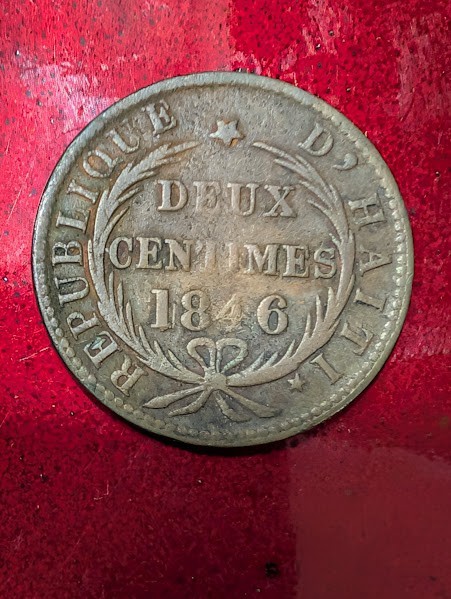 REPUBLIQUE D'HAITI
DEUX
CENTIMES
1846